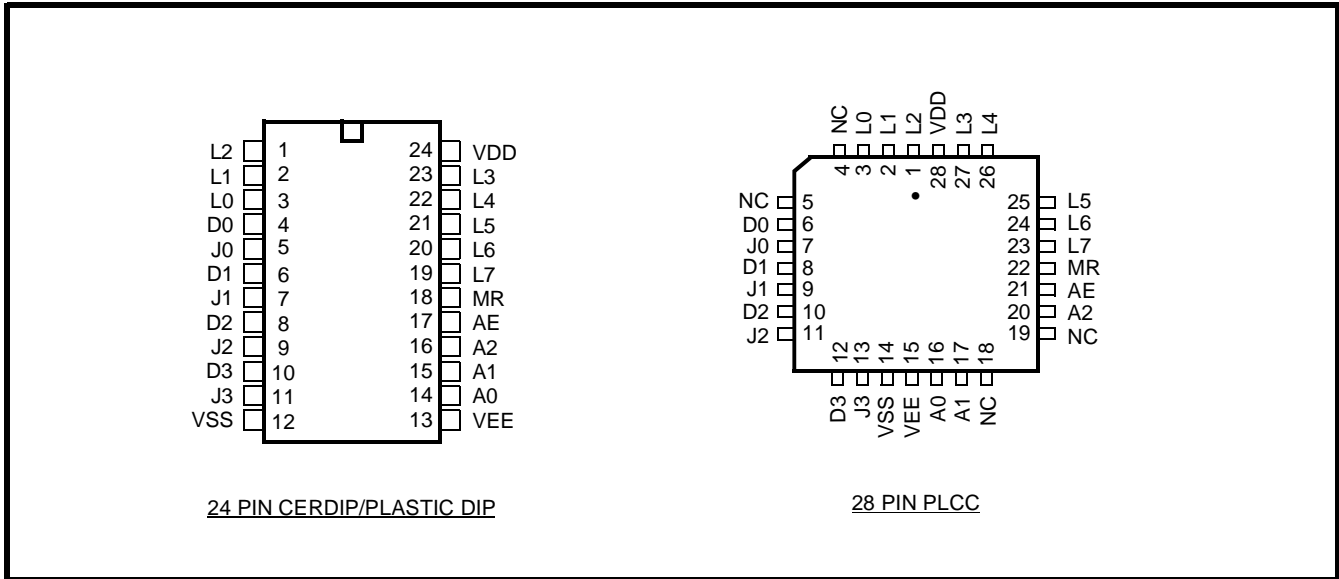 L2 1 24 VDD
L1 2 23 L3
L0 3 22 L4
D0 4 21 L5
J0 5 20 L6
D1 6 19 L7
J1 7 18 MR
D2 8 17 AE
J2 9 16 A2
D3 10 15 A1
J3 11 14 A0
VSS 12 13 VEE
24 PIN CERDIP/PLASTIC DIP
NC L0 L1 L2 VDD L3 L4
4 3 2 1 28 27 26
NC 5 25 L5
D0 6 24 L6
J0 7 23 L7
D1 8 22 MR
J1 9 21 AE
D2 10 20 A2
J2 11 19 NC
12 13 14 15 16 17 18
D3 J3 VSS VEE A0 A1 NC
28 PIN PLCC